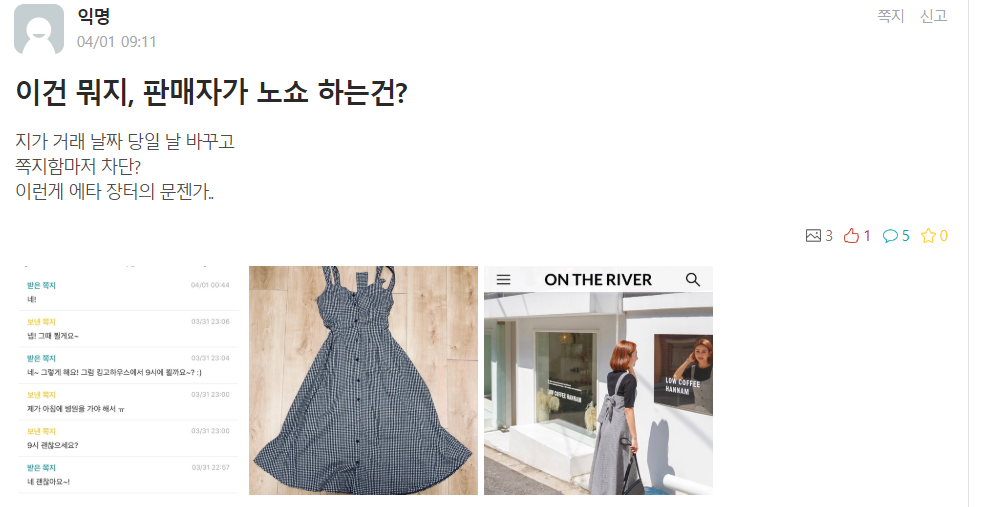 익명
쪽지 신고
04/01 09:11
이건 뭐지, 판매자가 노쇼 하는건?
지가 거래 날짜 당일 날 바꾸고
쪽지함마저 차단?
이런게 에타 장터의 문젠가..
3 1 5 0
받은 쪽지 04/01 00:44
네!
보낸 쪽지 03/31 23:06
넵! 그때 뵐게요~
받은 쪽지 03/31 23:04
네~ 그렇게 해요! 그럼 킹고하우스에서 9시에 뵐까요~? :)
보낸 쪽지 03/31 23:00
제가 아침에 병원을 가야 해서 ㅠ
보낸 쪽지 03/31 23:00
9시 괜찮으세요?
받은 쪽지 03/31 22:57
네 괜찮아요~!
ON THE RIVER
LOW COFFEE
HANNAM